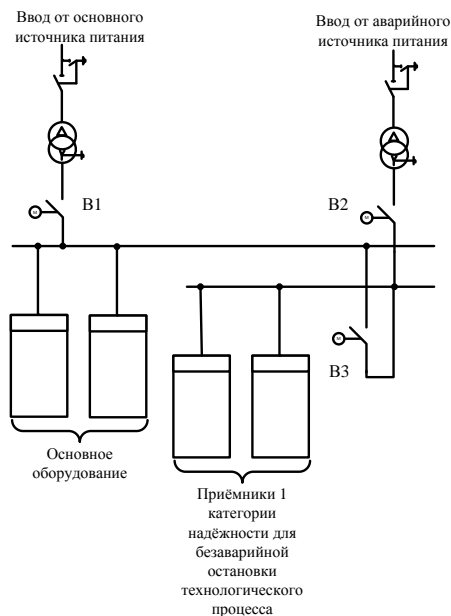 Ввод от основного
источника питания
Ввод от аварийного
источника питания
В1
В2
В3
Основное
оборудование
Приёмники 1
категории
надёжности для
безаварийной
остановки
технологического
процесса